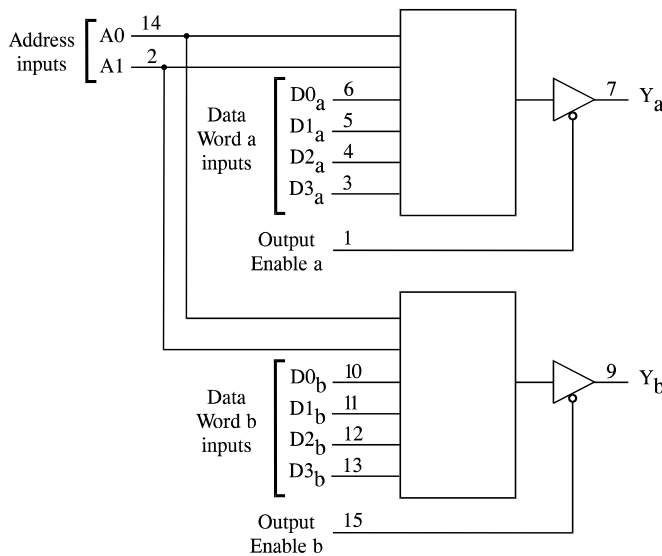 Address
inputs
A0 14
A1 2
Data
Word a
inputs
D0a 6
D1a 5
D2a 4
D3a 3
7 Ya
Output
Enable a
1
Data
Word b
inputs
D0b 10
D1b 11
D2b 12
D3b 13
9 Yb
Output
Enable b
15